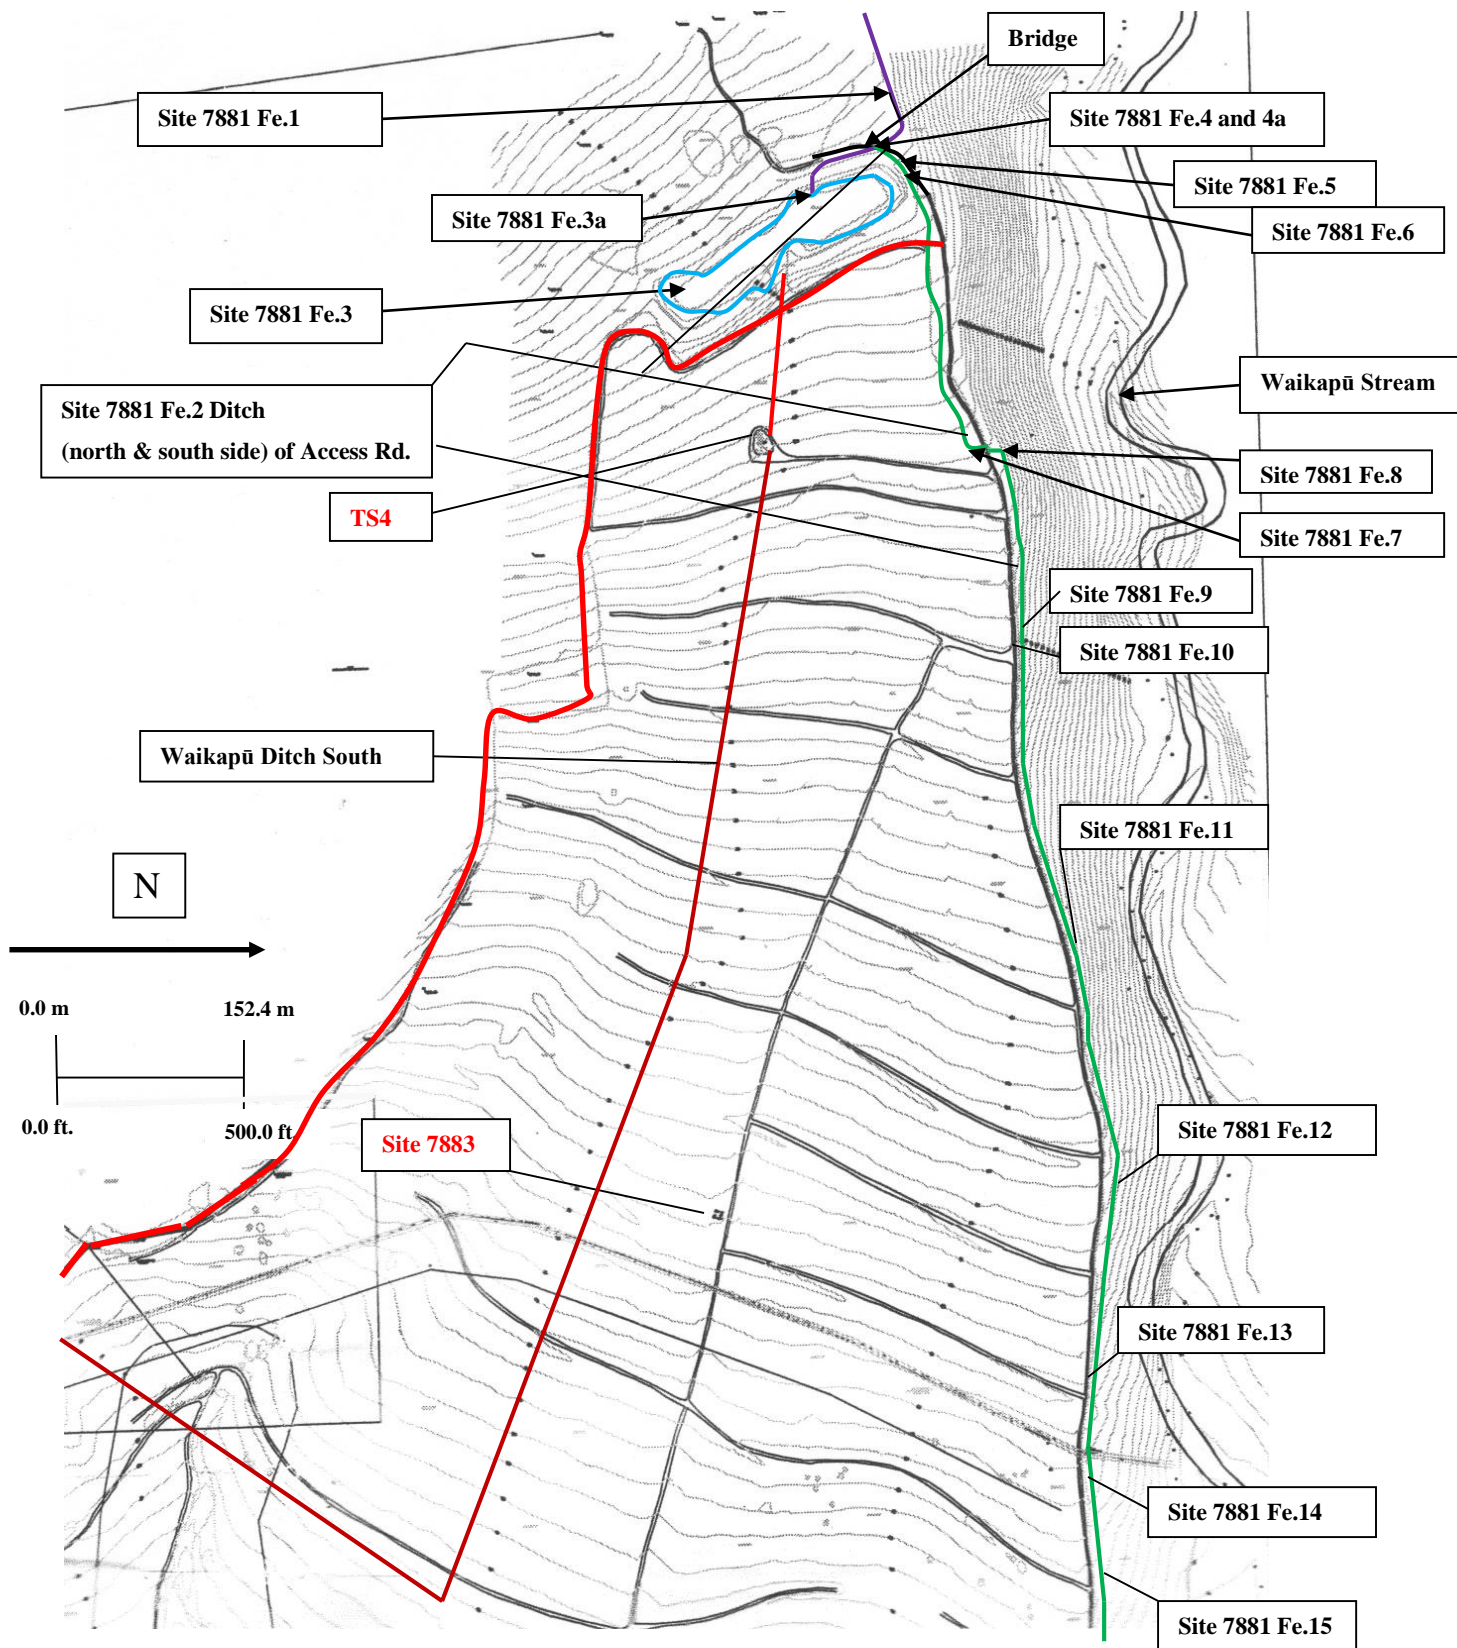 Bridge
Site 7881 Fe.1
Site 7881 Fe.4 and 4a
Site 7881 Fe.5
Site 7881 Fe.3a
Site 7881 Fe.6
Site 7881 Fe.3
Waikapū Stream
Site 7881 Fe.2 Ditch
(north & south side) of Access Rd.
Site 7881 Fe.8
TS4
Site 7881 Fe.7
Site 7881 Fe.9
Site 7881 Fe.10
Waikapū Ditch South
Site 7881 Fe.11
N
0.0 m 152.4 m
0.0 ft. 500.0 ft.
Site 7881 Fe.12
Site 7883
Site 7881 Fe.13
Site 7881 Fe.14
Site 7881 Fe.15